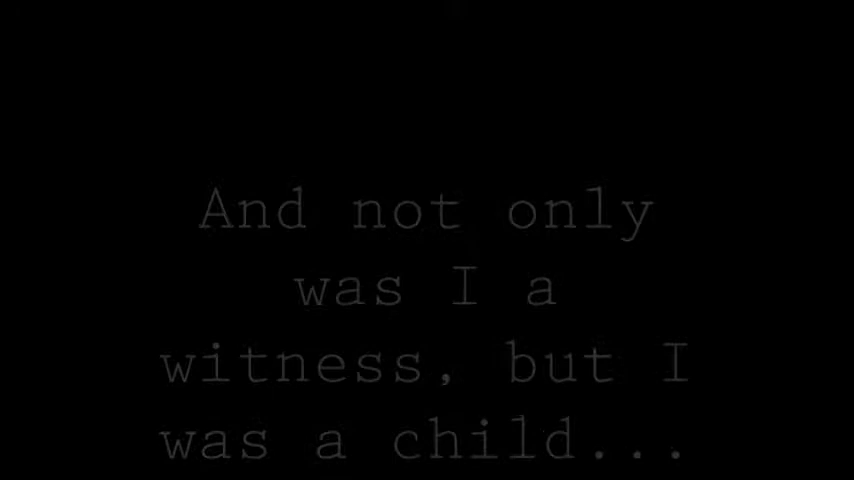 And not only
was I a
witness, but I
was a child...